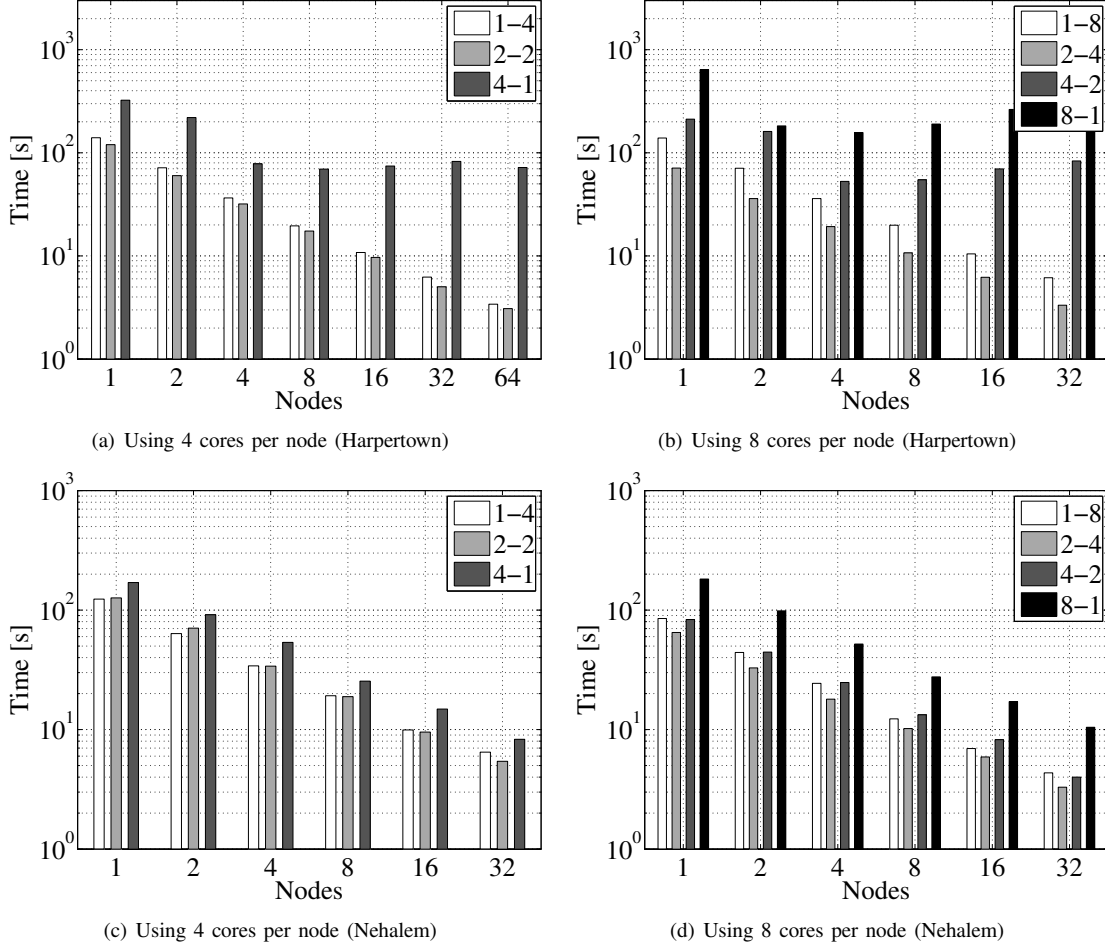 10^3
10^2
10^1
10^0
Time [s]
1 2 4 8 16 32 64
Nodes
1−4
2−2
4−1
(a) Using 4 cores per node (Harpertown)
10^3
10^2
10^1
10^0
Time [s]
1 2 4 8 16 32
Nodes
1−8
2−4
4−2
8−1
(b) Using 8 cores per node (Harpertown)
10^3
10^2
10^1
10^0
Time [s]
1 2 4 8 16 32
Nodes
1−4
2−2
4−1
(c) Using 4 cores per node (Nehalem)
10^3
10^2
10^1
10^0
Time [s]
1 2 4 8 16 32
Nodes
1−8
2−4
4−2
8−1
(d) Using 8 cores per node (Nehalem)